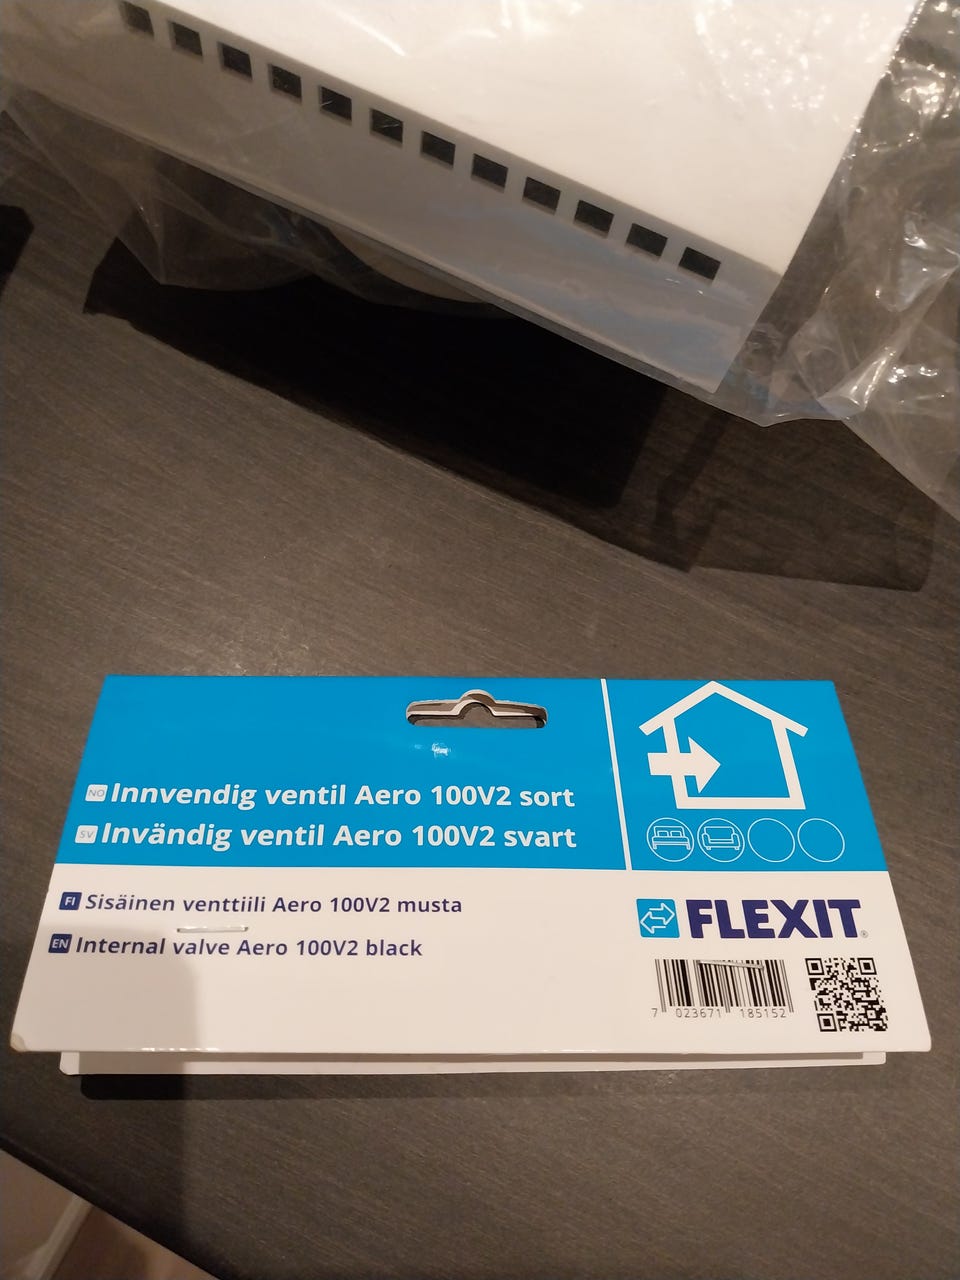 NO Innvendig ventil Aero 100V2 sort
SV Invändig ventil Aero 100V2 svart
FI Sisäinen venttiili Aero 100V2 musta
EN Internal valve Aero 100V2 black
FLEXIT®
7 023671 185152